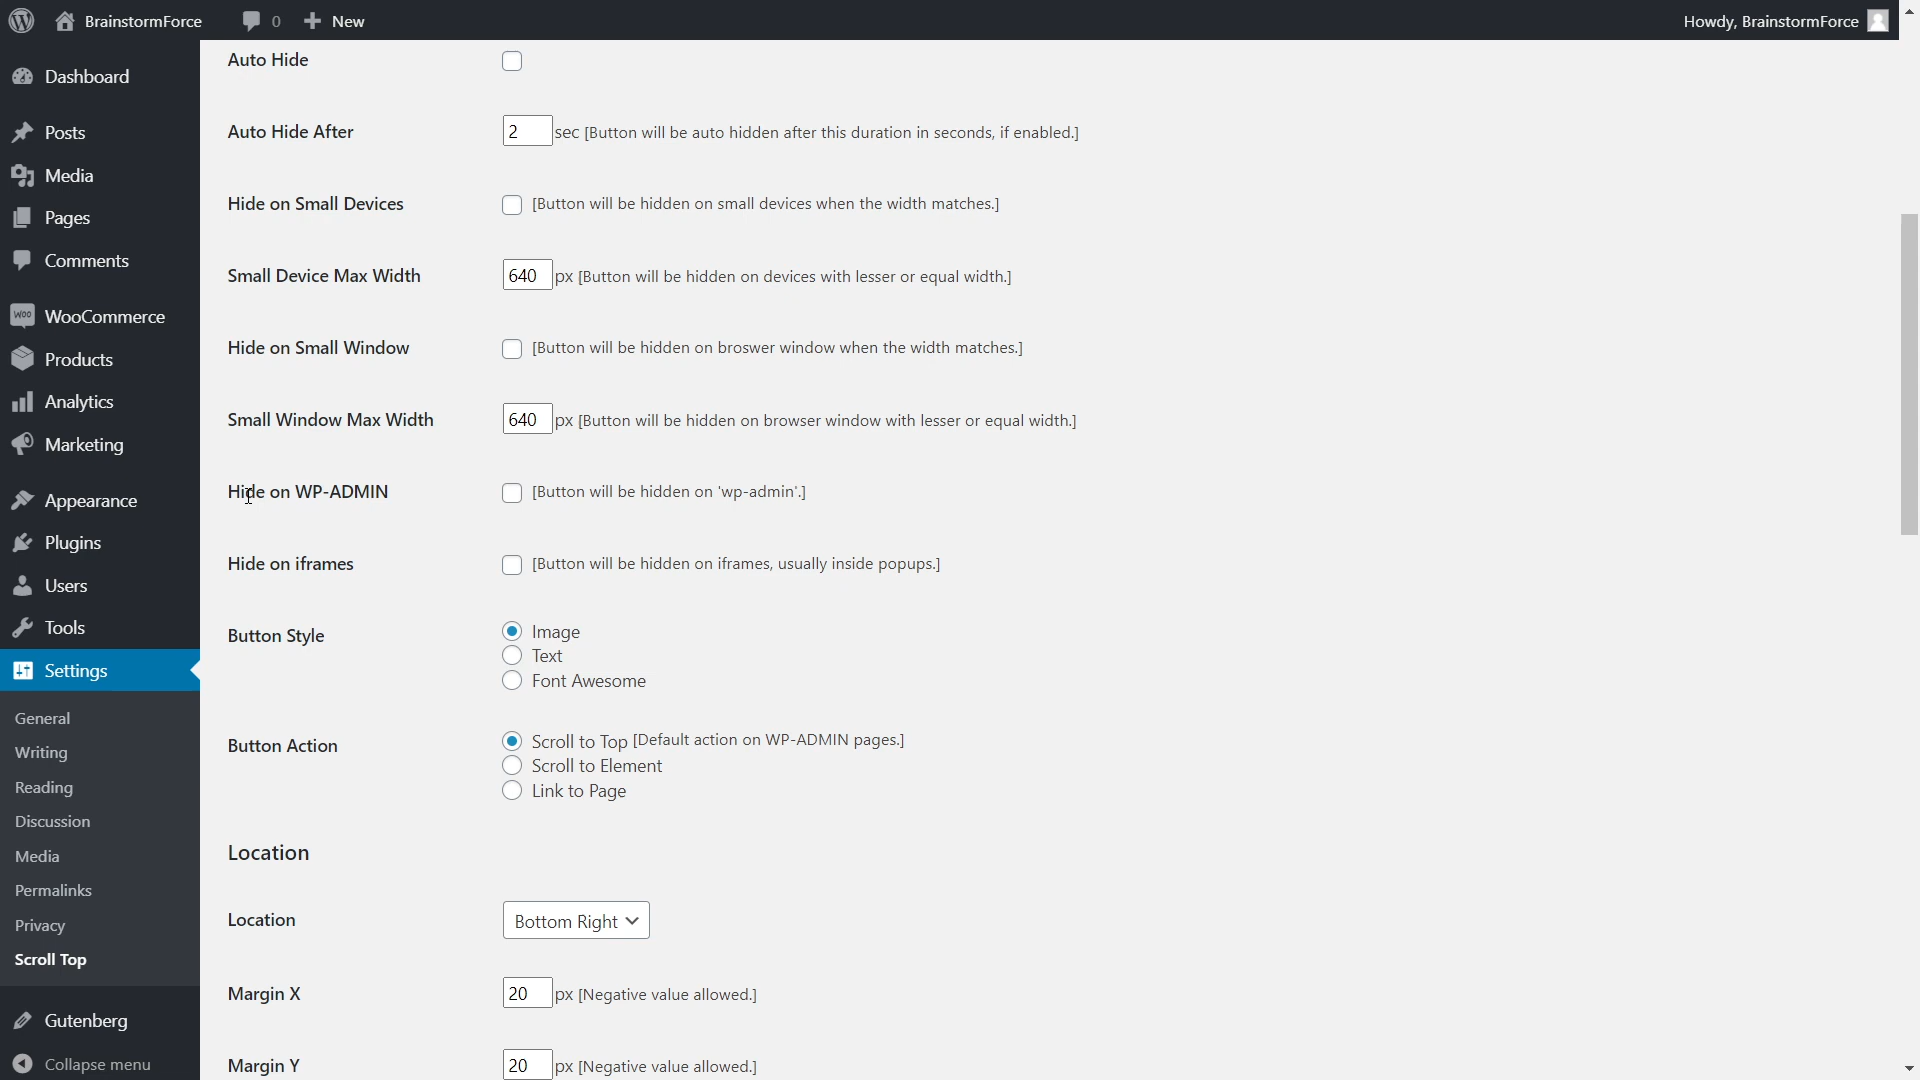 BrainstormForce 0 New Howdy, BrainstormForce
Dashboard
Posts
Media
Pages
Comments
WOO WooCommerce
Products
Analytics
Marketing
Appearance
Plugins
Users
Tools
Settings
General
Writing
Reading
Discussion
Media
Permalinks
Privacy
Scroll Top
Gutenberg
Collapse menu
Auto Hide
Auto Hide After 2 sec [Button will be auto hidden after this duration in seconds, if enabled.]
Hide on Small Devices [Button will be hidden on small devices when the width matches.]
Small Device Max Width 640 px [Button will be hidden on devices with lesser or equal width.]
Hide on Small Window [Button will be hidden on broswer window when the width matches.]
Small Window Max Width 640 px [Button will be hidden on browser window with lesser or equal width.]
Hide on WP-ADMIN [Button will be hidden on 'wp-admin'.]
Hide on iframes [Button will be hidden on iframes, usually inside popups.]
Button Style Image
Text
Font Awesome
Button Action Scroll to Top [Default action on WP-ADMIN pages.]
Scroll to Element
Link to Page
Location
Location Bottom Right
Margin X 20 px [Negative value allowed.]
Margin Y 20 px [Negative value allowed.]